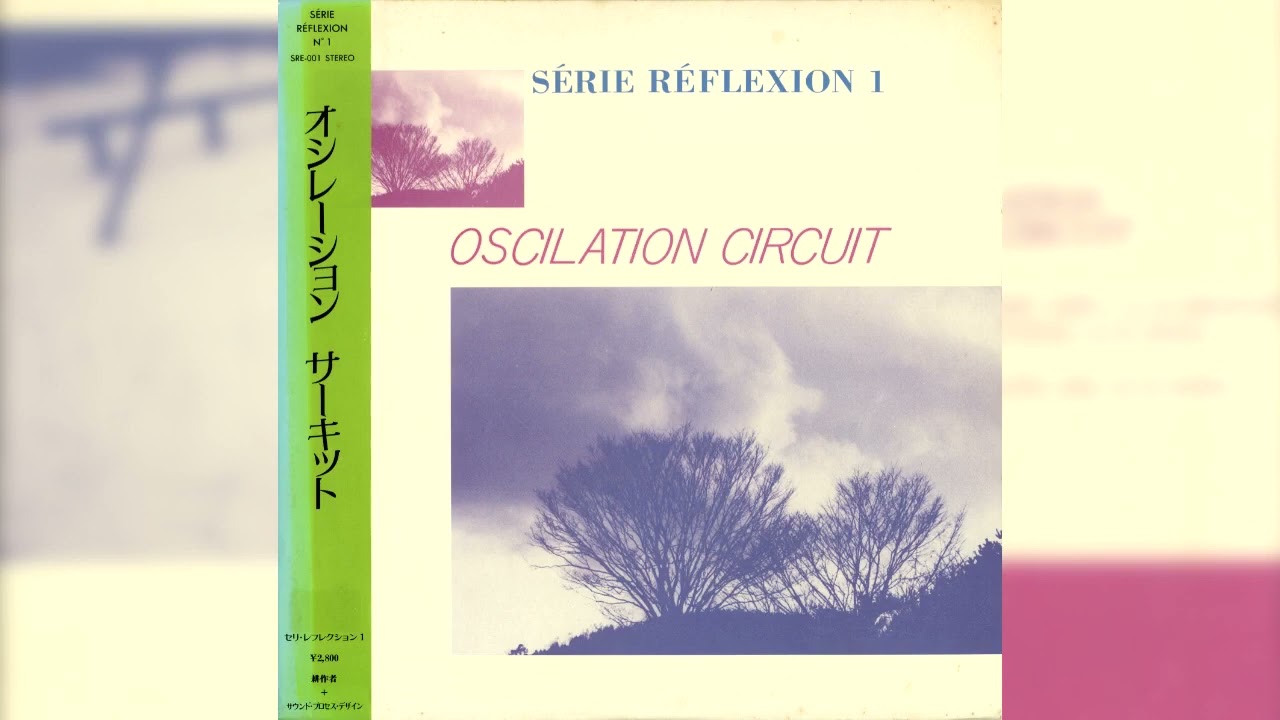 SÉRIE
RÉFLEXION
N° 1
SRE-001 STEREO
オシレーション サーキット
セリ・レフレクション 1
¥2,800
耕作者
+
サウンド・プロセス・デザイン
SÉRIE RÉFLEXION 1
OSCILATION CIRCUIT